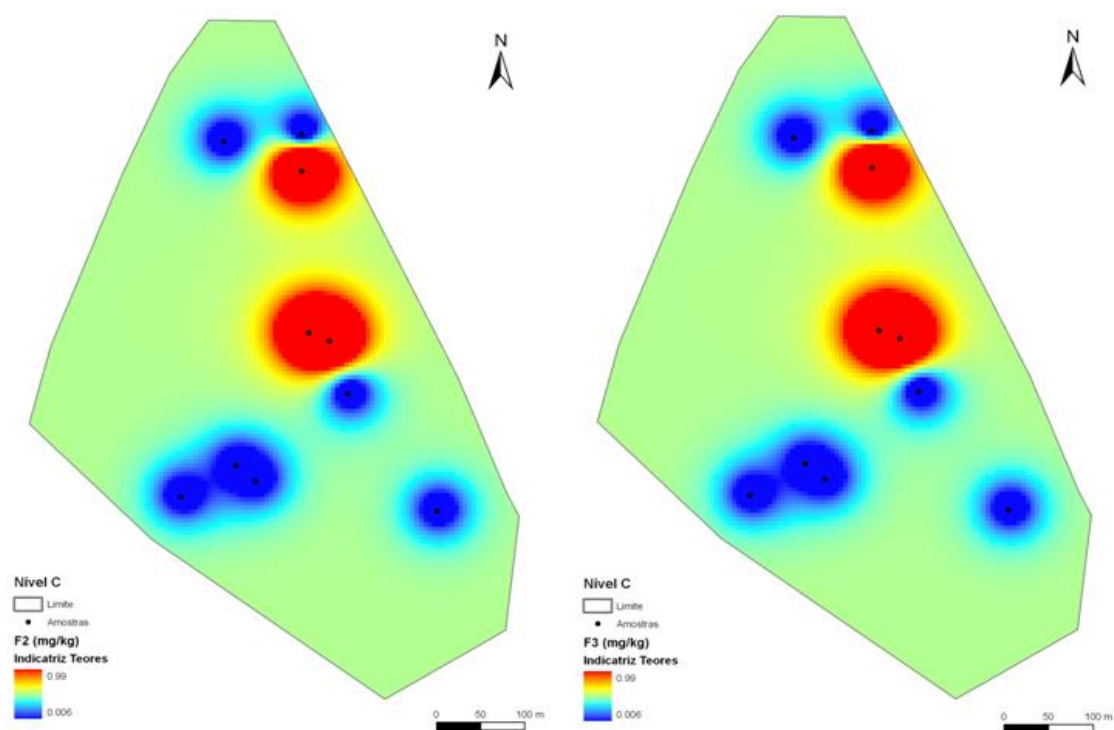 N
Nível C
Limite
Amostras
F2 (mg/kg)
Indicatriz Teores
0.99
0.006
0 50 100 m
N
Nível C
Limite
Amostras
F3 (mg/kg)
Indicatriz Teores
0.99
0.006
0 50 100 m